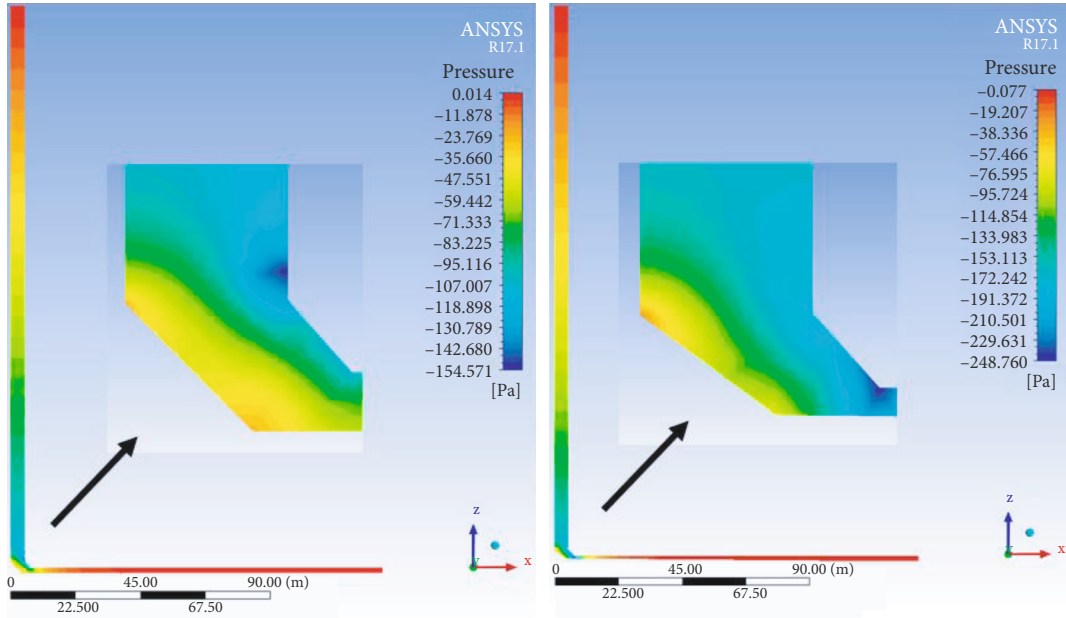 ANSYS
R17.1
Pressure
0.014
−11.878
−23.769
−35.660
−47.551
−59.442
−71.333
−83.225
−95.116
−107.007
−118.898
−130.789
−142.680
−154.571
[Pa]
z
Y
x
0 45.00 90.00 (m)
22.500 67.50
ANSYS
R17.1
Pressure
−0.077
−19.207
−38.336
−57.466
−76.595
−95.724
−114.854
−133.983
−153.113
−172.242
−191.372
−210.501
−229.631
−248.760
[Pa]
z
Y
x
0 45.00 90.00 (m)
22.500 67.50